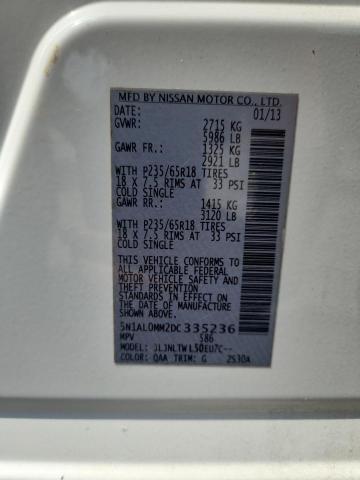 MFD BY NISSAN MOTOR CO., LTD.
DATE: 01/13
GVWR: 2715 KG
5986 LB
GAWR FR.: 1325 KG
2921 LB
WITH P235/65R18 TIRES
18 X 7.5 RIMS AT 33 PSI
COLD SINGLE
GAWR RR.: 1415 KG
3120 LB
WITH P235/65R18 TIRES
18 X 7.5 RIMS AT 33 PSI
COLD SINGLE
THIS VEHICLE CONFORMS TO
ALL APPLICABLE FEDERAL
MOTOR VEHICLE SAFETY AND
THEFT PREVENTION
STANDARDS IN EFFECT ON
THE DATE OF MANUFACTURE
SHOWN ABOVE.
5N1AL0MM2DC335236
MPV 586
MODEL: JLJNLTWL50EU7C--
COLOR: QAA TRIM: G 2S30A